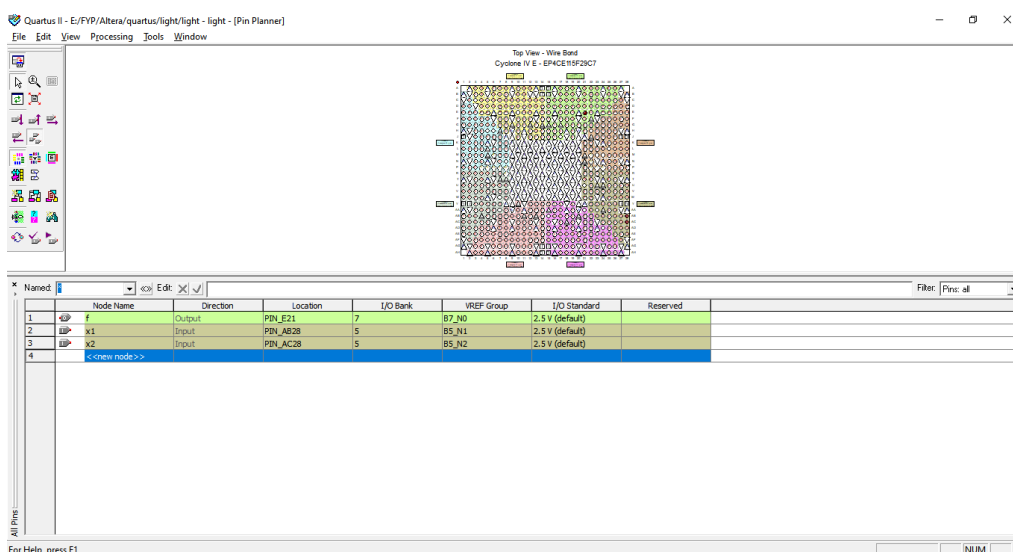 Quartus II - E:/FYP/Altera/quartus/light/light - light - [Pin Planner]
File Edit View Processing Tools Window
Top View - Wire Bond
Cyclone IV E - EP4CE115F29C7
Named: * Edit: Filter: Pins: all
Node Name Direction Location I/O Bank VREF Group I/O Standard Reserved
1 f Output PIN_E21 7 B7_N0 2.5 V (default)
2 x1 Input PIN_AB28 5 B5_N1 2.5 V (default)
3 x2 Input PIN_AC28 5 B5_N2 2.5 V (default)
4 <<new node>>
All Pins
For Help, press F1 NUM